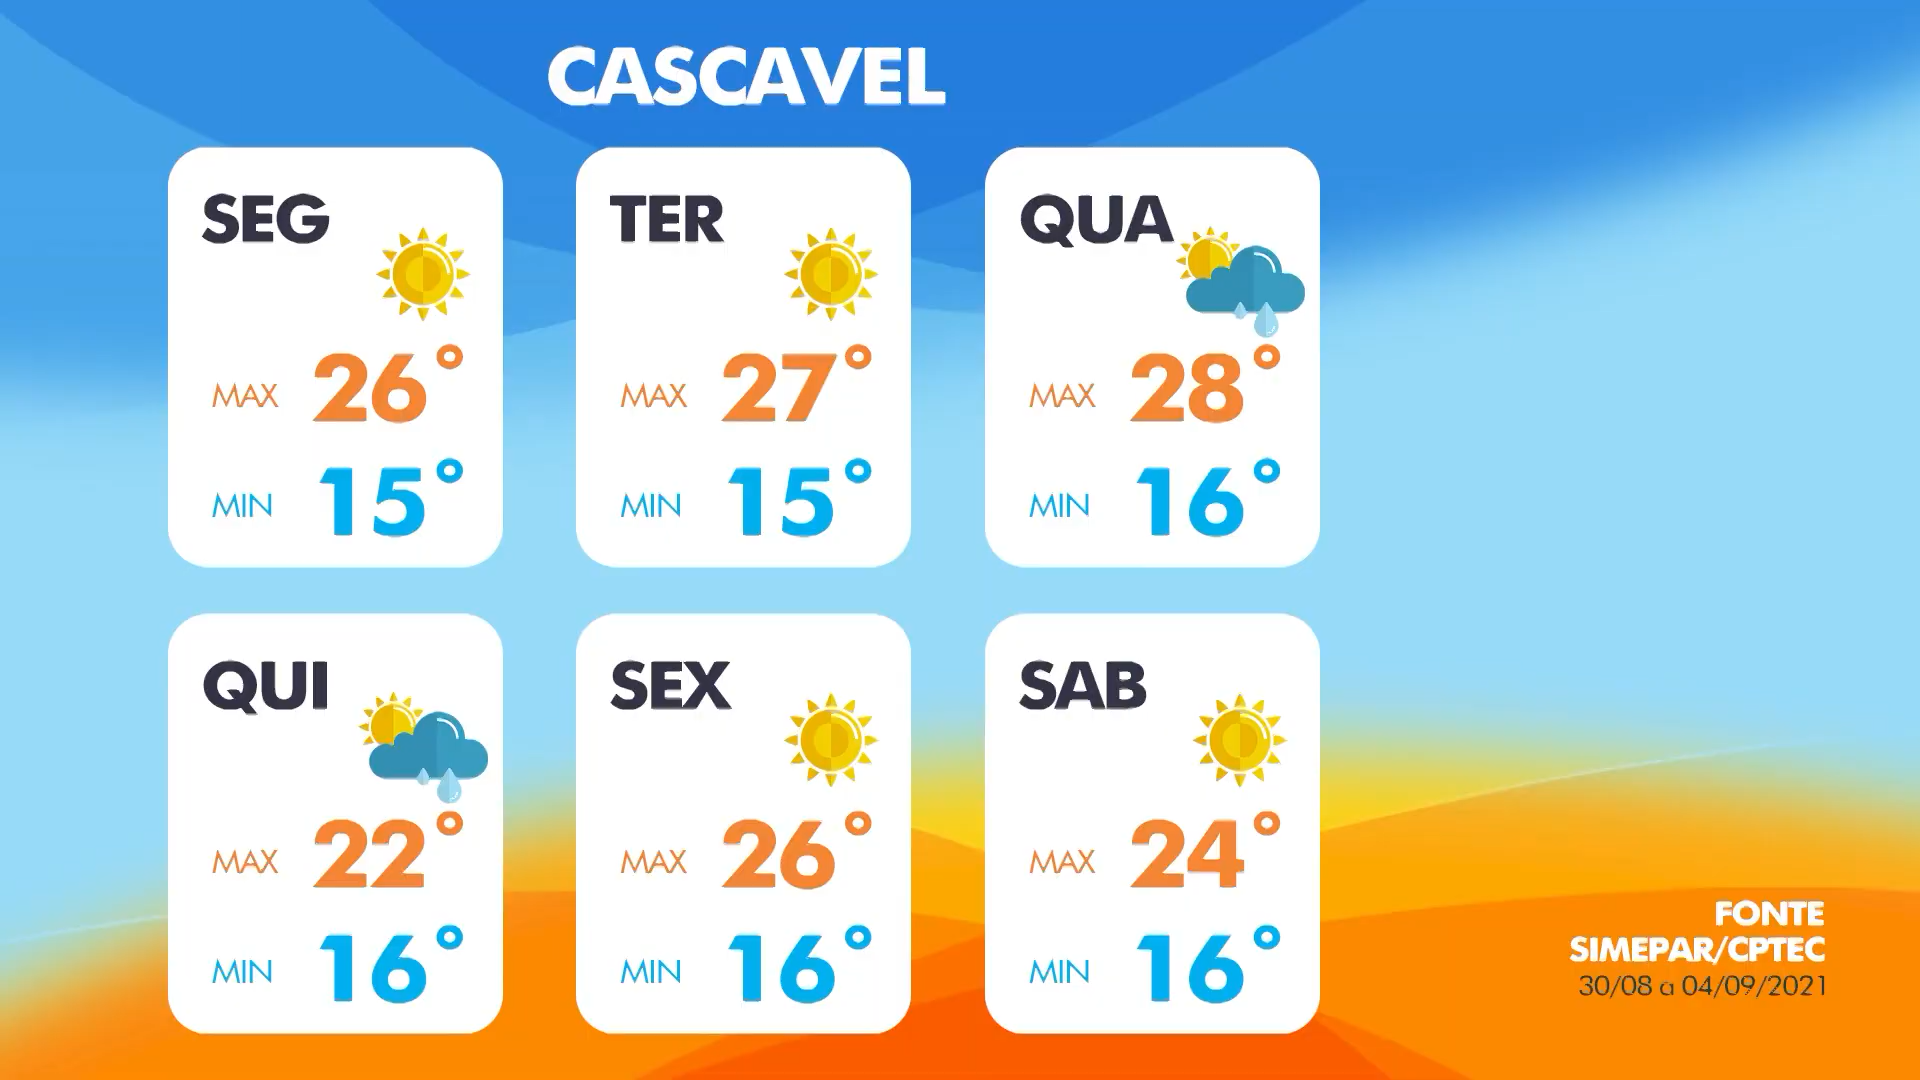 CASCAVEL
SEG
MAX 26°
MIN 15°
TER
MAX 27°
MIN 15°
QUA
MAX 28°
MIN 16°
QUI
MAX 22°
MIN 16°
SEX
MAX 26°
MIN 16°
SAB
MAX 24°
MIN 16°
FONTE
SIMEPAR/CPTEC
30/08 a 04/09/2021